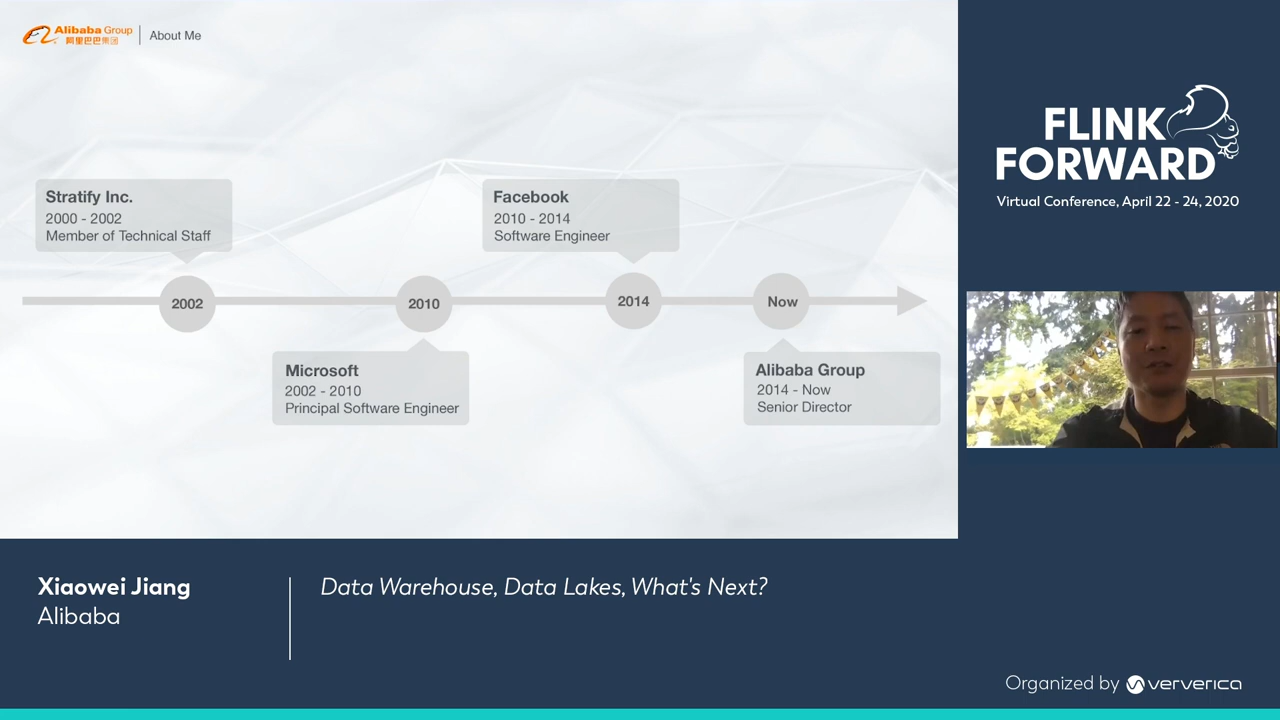 Alibaba Group
阿里巴巴集团
About Me
Stratify Inc.
2000 - 2002
Member of Technical Staff
Facebook
2010 - 2014
Software Engineer
2002
2010
2014
Now
Microsoft
2002 - 2010
Principal Software Engineer
Alibaba Group
2014 - Now
Senior Director
FLINK
FORWARD
Virtual Conference, April 22 - 24, 2020
Xiaowei Jiang
Alibaba
Data Warehouse, Data Lakes, What's Next?
Organized by ververica